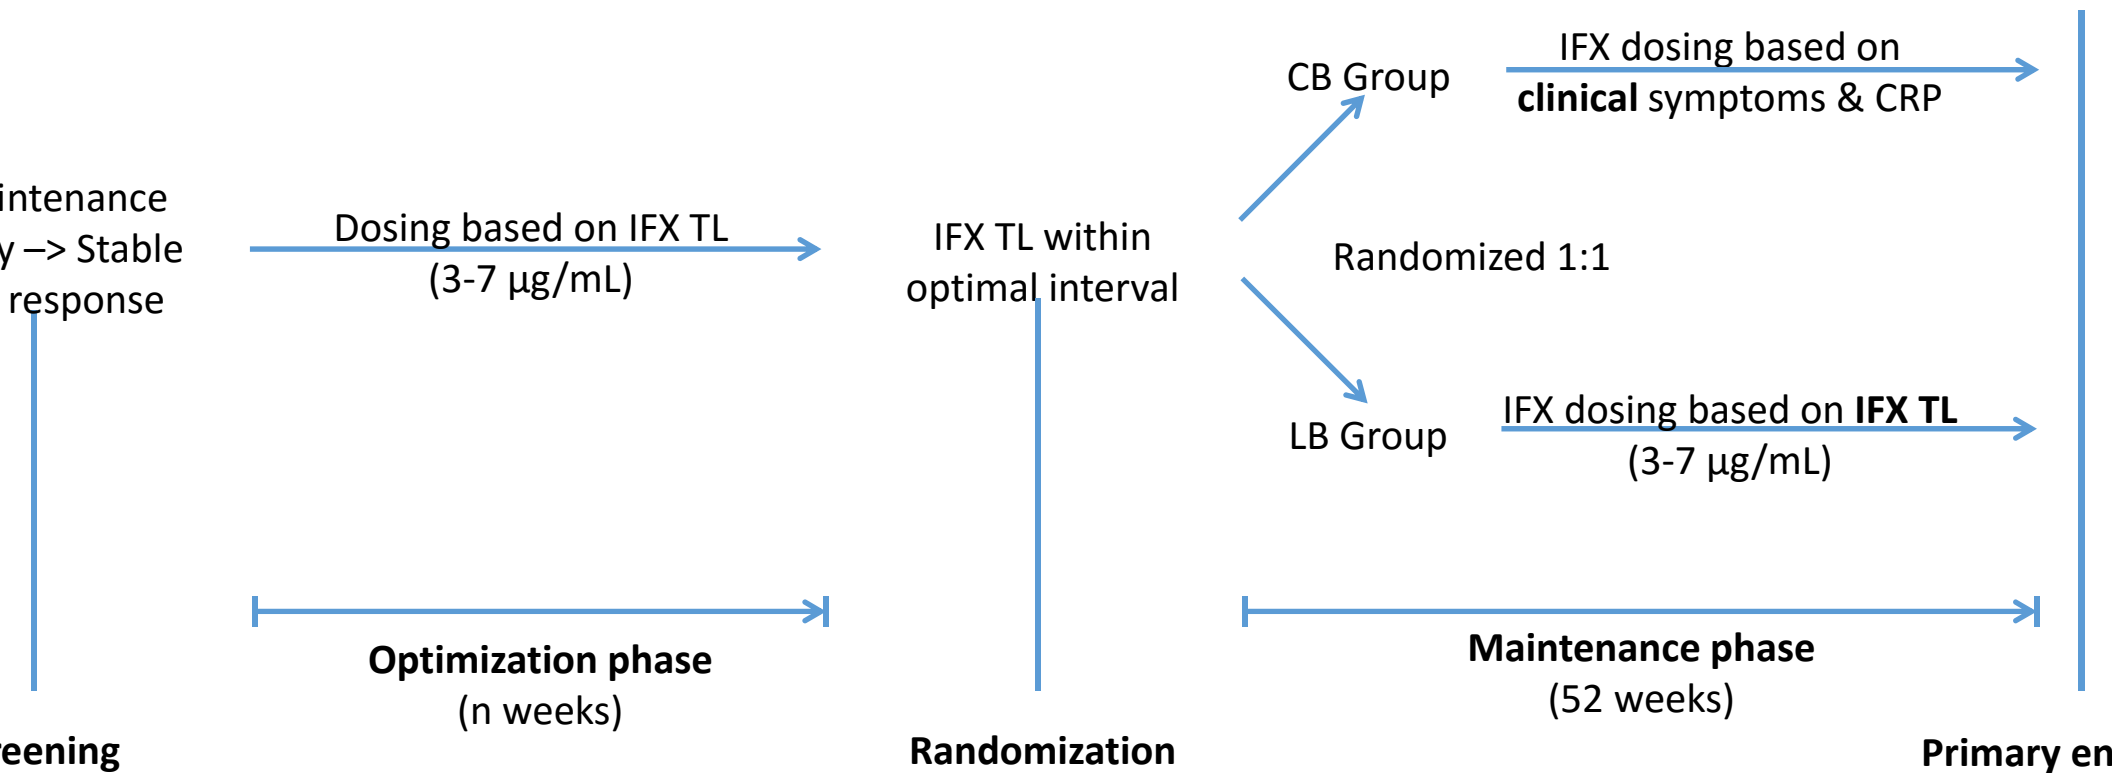 intenance
y –> Stable
response
Dosing based on IFX TL
(3-7 µg/mL)
IFX TL within
optimal interval
CB Group
IFX dosing based on
clinical symptoms & CRP
Randomized 1:1
LB Group
IFX dosing based on IFX TL
(3-7 µg/mL)
Optimization phase
(n weeks)
Maintenance phase
(52 weeks)
reening
Randomization
Primary en